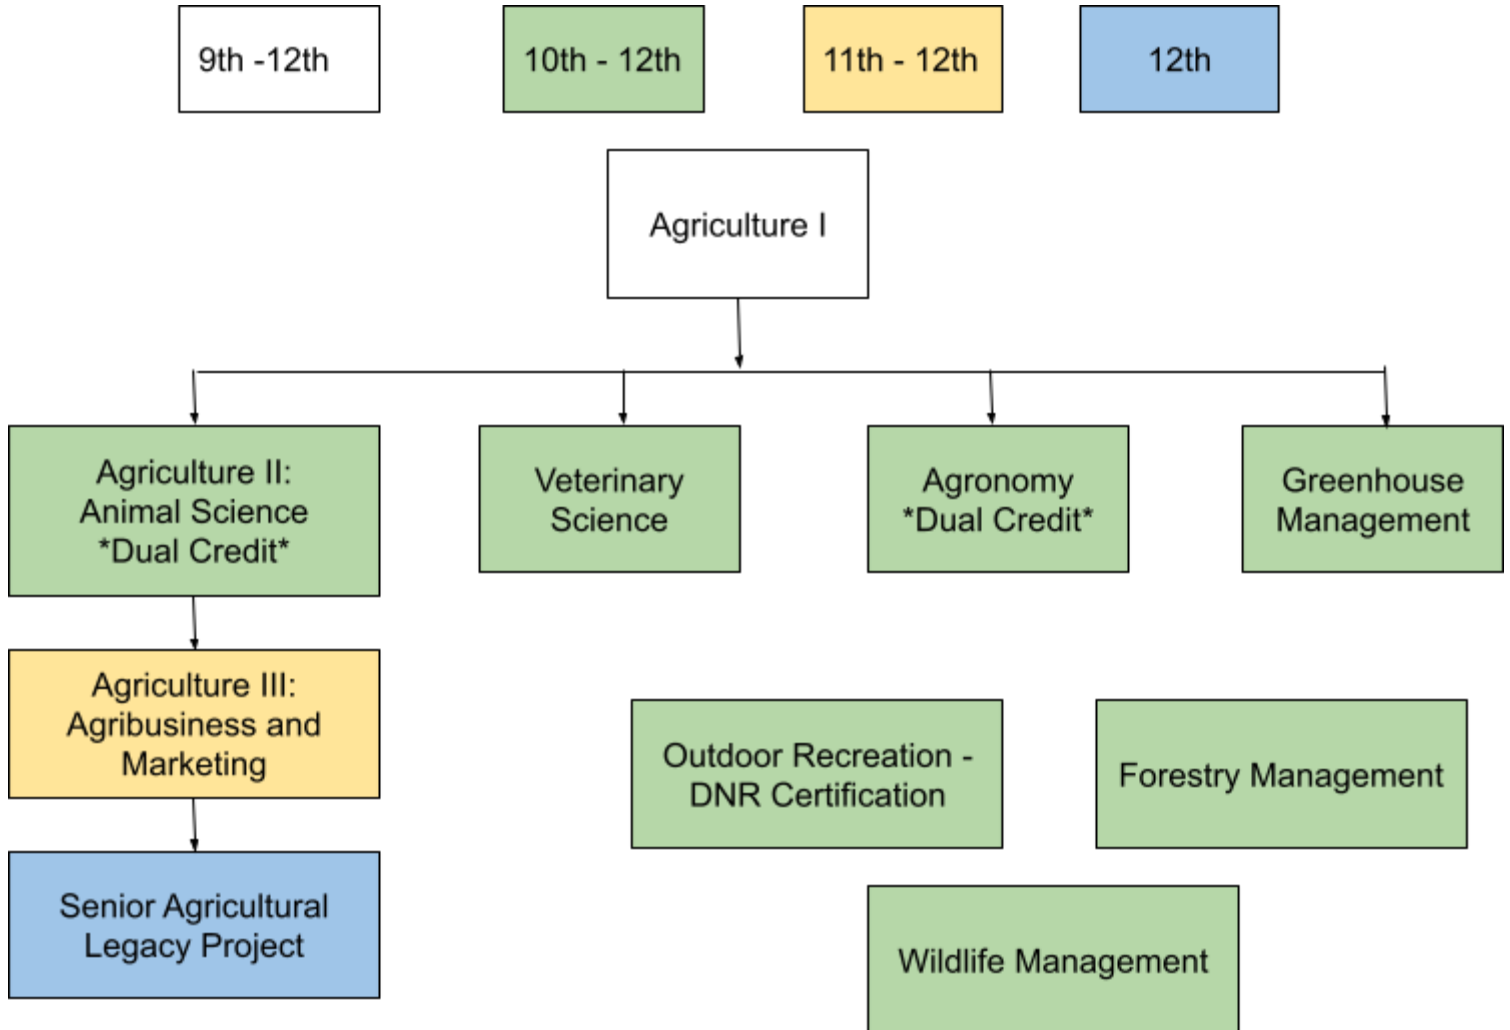 9th -12th
10th - 12th
11th - 12th
12th
Agriculture I
Agriculture II:
Animal Science
*Dual Credit*
Veterinary
Science
Agronomy
*Dual Credit*
Greenhouse
Management
Agriculture III:
Agribusiness and
Marketing
Outdoor Recreation -
DNR Certification
Forestry Management
Senior Agricultural
Legacy Project
Wildlife Management